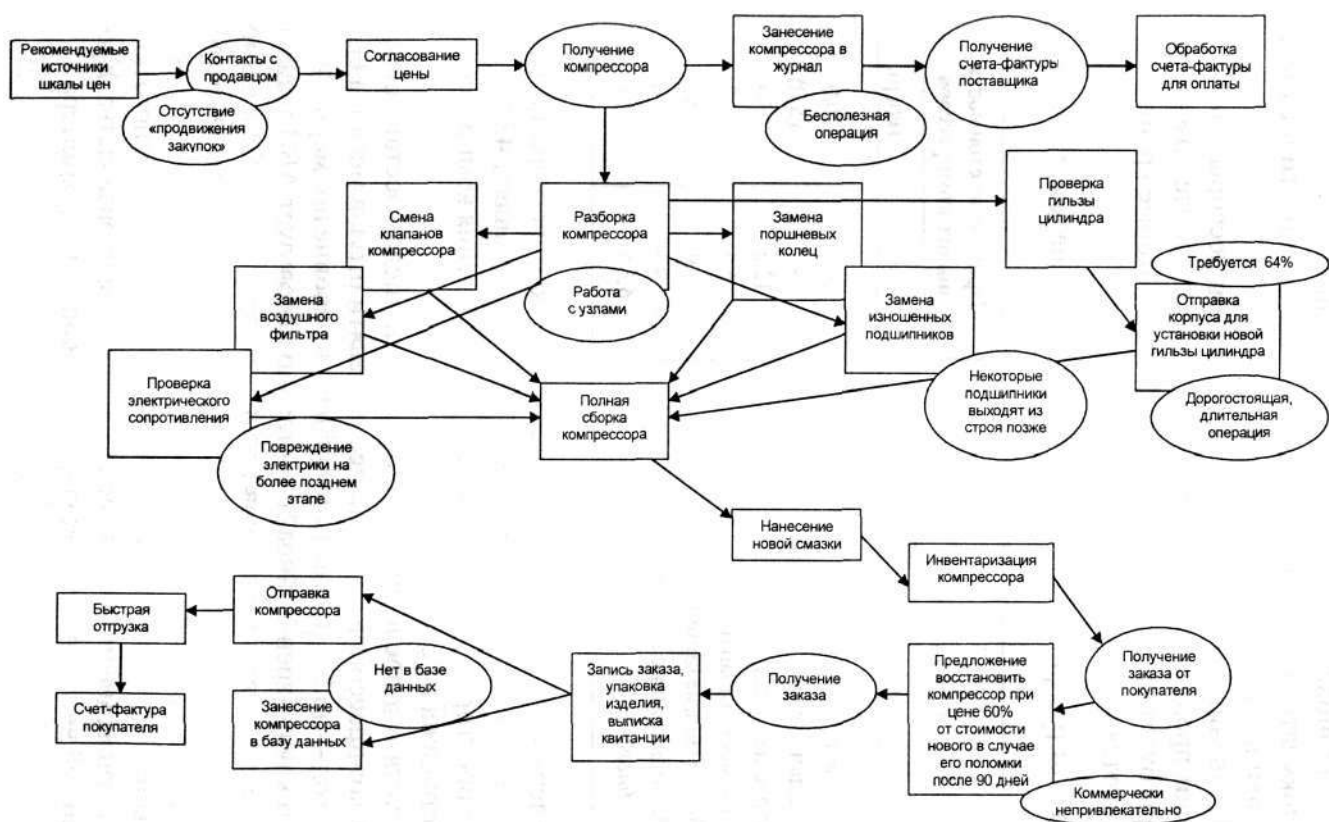 Рекомендуемые
источники
шкалы цен
Контакты с
продавцом
Отсутствие
«продвижения
закупок»
Согласование
цены
Получение
компрессора
Занесение
компрессора в
журнал
Бесполезная
операция
Получение
счета-фактуры
поставщика
Обработка
счета-фактуры
для оплаты
Смена
клапанов
компрессора
Разборка
компрессора
Работа
с узлами
Замена
поршневых
колец
Проверка
гильзы
цилиндра
Требуется 64%
Замена
воздушного
фильтра
Замена
изношенных
подшипников
Отправка
корпуса для
установки новой
гильзы цилиндра
Проверка
электрического
сопротивления
Полная
сборка
компрессора
Некоторые
подшипники
выходят из
строя позже
Дорогостоящая,
длительная
операция
Повреждение
электрики на
более позднем
этапе
Нанесение
новой смазки
Инвентаризация
компрессора
Получение
заказа от
покупателя
Предложение
восстановить
компрессор при
цене 60%
от стоимости
нового в случае
его поломки
после 90 дней
Коммерчески
непривлекательно
Получение
заказа
Запись заказа,
упаковка
изделия,
выписка
квитанции
Отправка
компрессора
Нет в базе
данных
Занесение
компрессора
в базу данных
Быстрая
отгрузка
Счет-фактура
покупателя